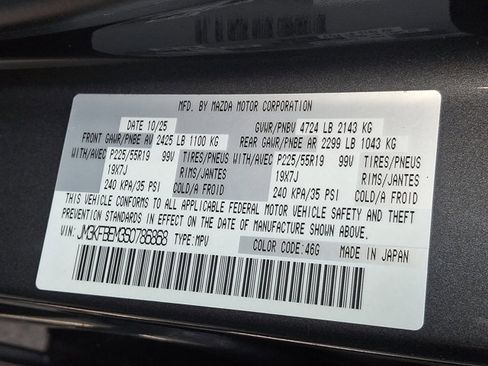 MFD. BY MAZDA MOTOR CORPORATION
DATE 10/25 GVWR/PNBV 4724 LB 2143 KG
FRONT GAWR/PNBE AV 2425 LB 1100 KG REAR GAWR/PNBE AR 2299 LB 1043 KG
WITH/AVEC P225/55R19 99V TIRES/PNEUS WITH/AVEC P225/55R19 99V TIRES/PNEUS
19X7J RIMS/JANTES 19X7J RIMS/JANTES
240 KPA/35 PSI COLD/A FROID 240 KPA/35 PSI COLD/A FROID
THIS VEHICLE CONFORMS TO ALL APPLICABLE FEDERAL MOTOR VEHICLE SAFETY AND THEFT
PREVENTION STANDARDS IN EFFECT ON THE DATE OF MANUFACTURE SHOWN ABOVE.
VIN: TYPE:MPV COLOR CODE:46G MADE IN JAPAN